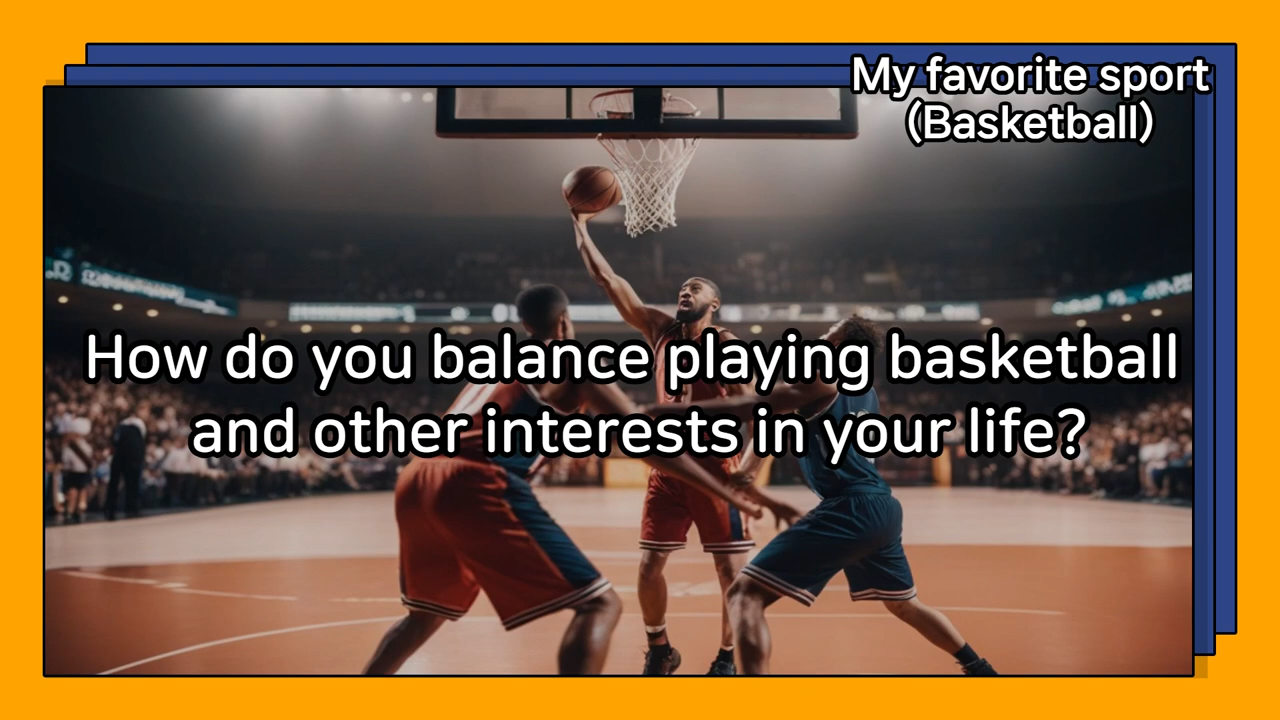 My favorite sport
(Basketball)
How do you balance playing basketball
and other interests in your life?